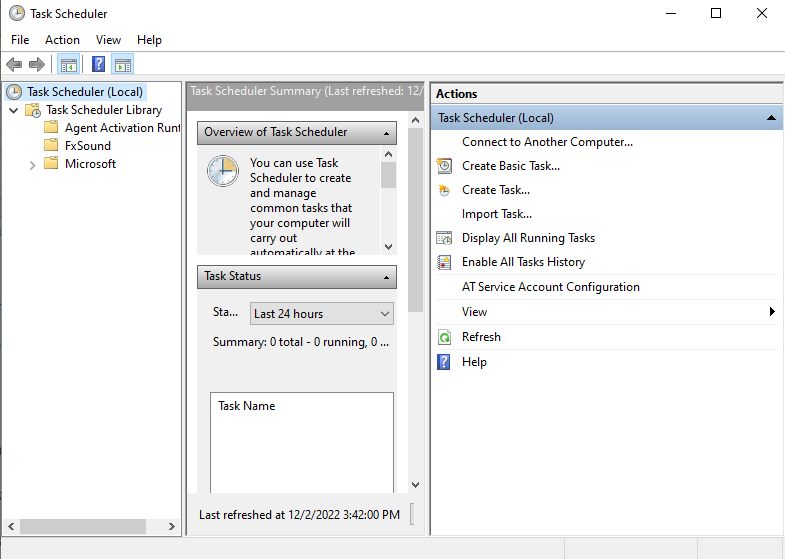 Task Scheduler
File Action View Help
Task Scheduler (Local)
Task Scheduler Library
Agent Activation Runt
FxSound
Microsoft
Task Scheduler Summary (Last refreshed: 12/
Overview of Task Scheduler
You can use Task
Scheduler to create
and manage
common tasks that
your computer will
carry out
automatically at the
Task Status
Sta...
Last 24 hours
Summary: 0 total - 0 running, 0 ...
Task Name
Last refreshed at 12/2/2022 3:42:00 PM
Actions
Task Scheduler (Local)
Connect to Another Computer...
Create Basic Task...
Create Task...
Import Task...
Display All Running Tasks
Enable All Tasks History
AT Service Account Configuration
View
Refresh
Help